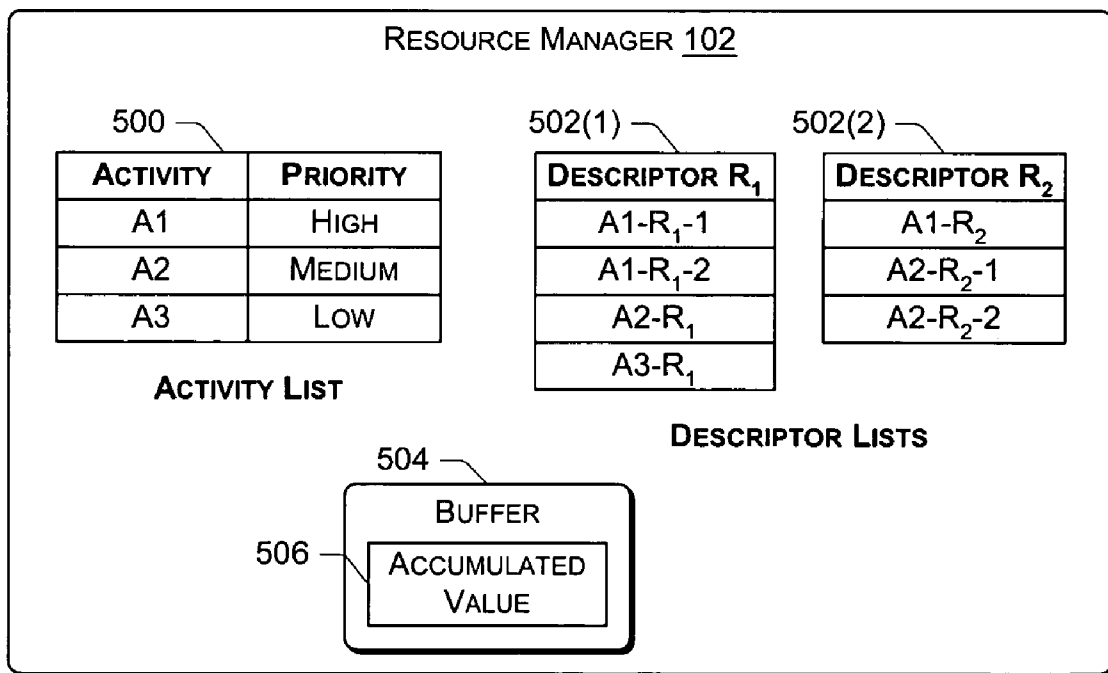 RESOURCE MANAGER 102
500
ACTIVITY PRIORITY
A1 HIGH
A2 MEDIUM
A3 LOW
ACTIVITY LIST
502(1)
DESCRIPTOR R₁
A1-R₁-1
A1-R₁-2
A2-R₁
A3-R₁
502(2)
DESCRIPTOR R₂
A1-R₂
A2-R₂-1
A2-R₂-2
DESCRIPTOR LISTS
504
BUFFER
506
ACCUMULATED
VALUE